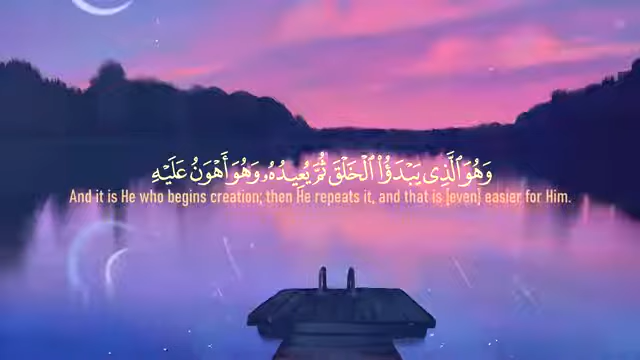 وَهُوَ ٱلَّذِى يَبْدَؤُا۟ ٱلْخَلْقَ ثُمَّ يُعِيدُهُۥ وَهُوَ أَهْوَنُ عَلَيْهِ
And it is He who begins creation; then He repeats it, and that is [even] easier for Him.